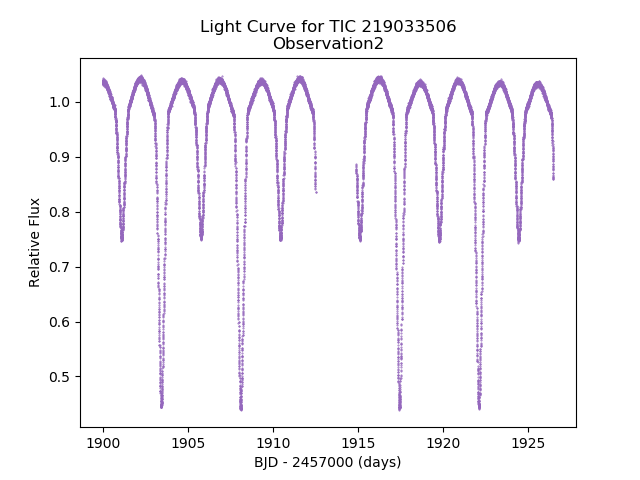 Light Curve for TIC 219033506
Observation2
Relative Flux
1.0
0.9
0.8
0.7
0.6
0.5
1900 1905 1910 1915 1920 1925
BJD - 2457000 (days)